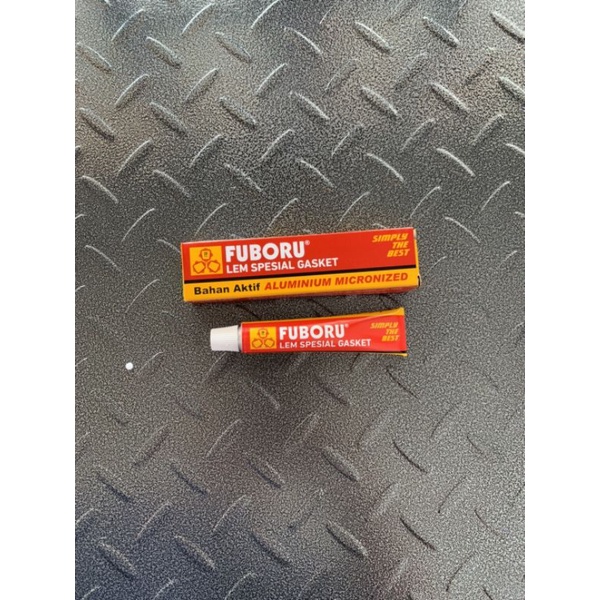 FUBORU®
LEM SPESIAL GASKET
SIMPLY
THE
BEST
Bahan Aktif ALUMINIUM MICRONIZED
FUBORU®
LEM SPESIAL GASKET
SIMPLY
THE
BEST